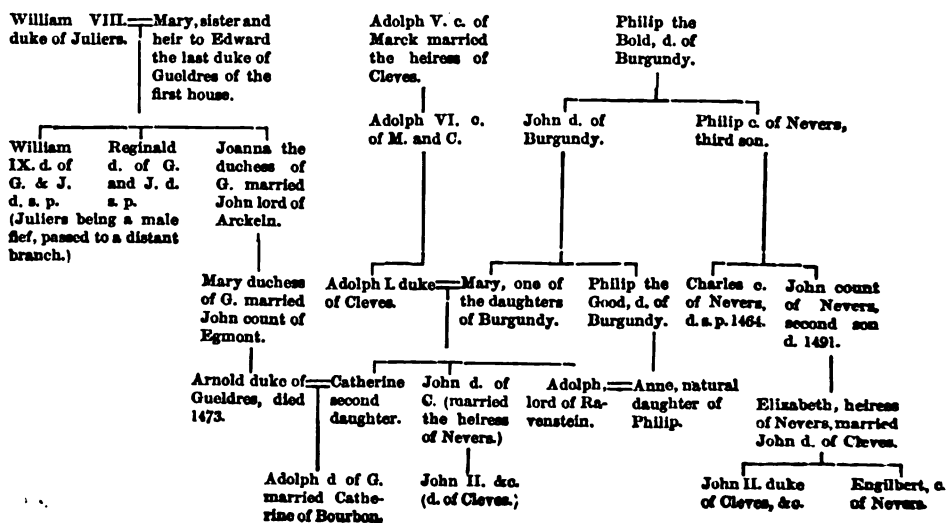 William VIII.
duke of Juliers.
Mary, sister and
heir to Edward
the last duke of
Gueldres of the
first house.
Adolph V. c. of
Marck married
the heiress of
Cleves.
Philip the
Bold, d. of
Burgundy.
Adolph VI. c.
of M. and C.
John d. of
Burgundy.
Philip c. of Nevers,
third son.
William
IX. d. of
G. & J.
d. s. p.
Reginald
d. of G.
and J. d.
s. p.
(Juliers being a male
fief, passed to a distant
branch.)
Joanna the
duchess of
G. married
John lord of
Arckeln.
Mary duchess
of G. married
John count of
Egmont.
Adolph I. duke
of Cleves.
Mary, one of
the daughters
of Burgundy.
Philip the
Good, d. of
Burgundy.
Charles c.
of Nevers,
d. s. p. 1464.
John count
of Nevers,
second son
d. 1491.
Arnold duke of
Gueldres, died
1473.
Catherine
second
daughter.
John d. of
C. (married
the heiress
of Nevers.)
Adolph,
lord of Ra-
venstein.
Anne, natural
daughter of
Philip.
Elizabeth, heiress
of Nevers, married
John d. of Cleves.
Adolph d of G.
married Cathe-
rine of Bourbon.
John II. &c.
(d. of Cleves.)
John II. duke
of Cleves, &c.
Engilbert, c.
of Nevers.